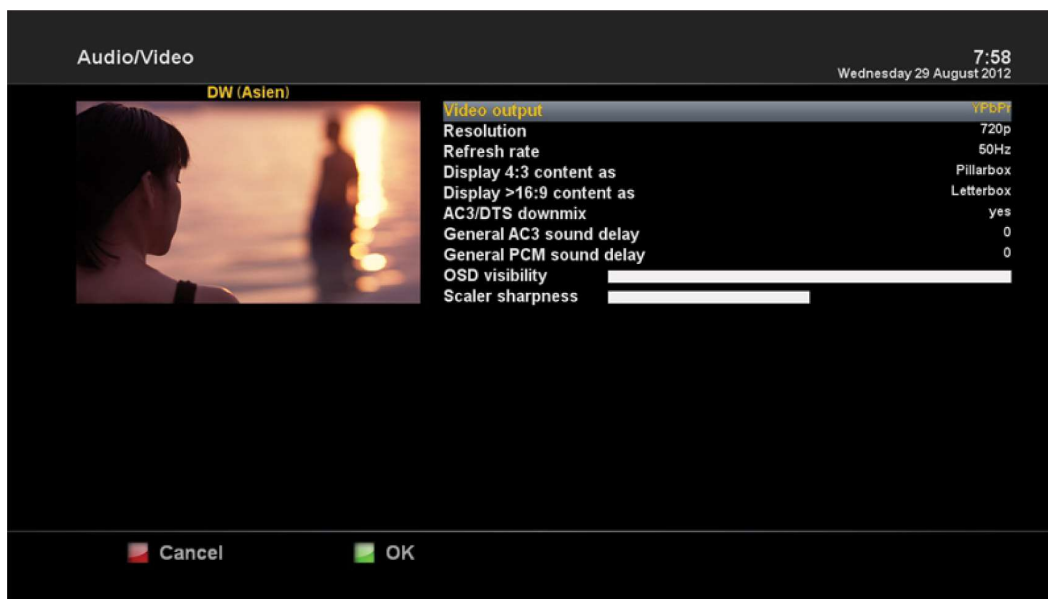 Audio/Video
7:58
Wednesday 29 August 2012
DW (Asien)
Video output YPbPr
Resolution 720p
Refresh rate 50Hz
Display 4:3 content as Pillarbox
Display >16:9 content as Letterbox
AC3/DTS downmix yes
General AC3 sound delay 0
General PCM sound delay 0
OSD visibility
Scaler sharpness
Cancel OK